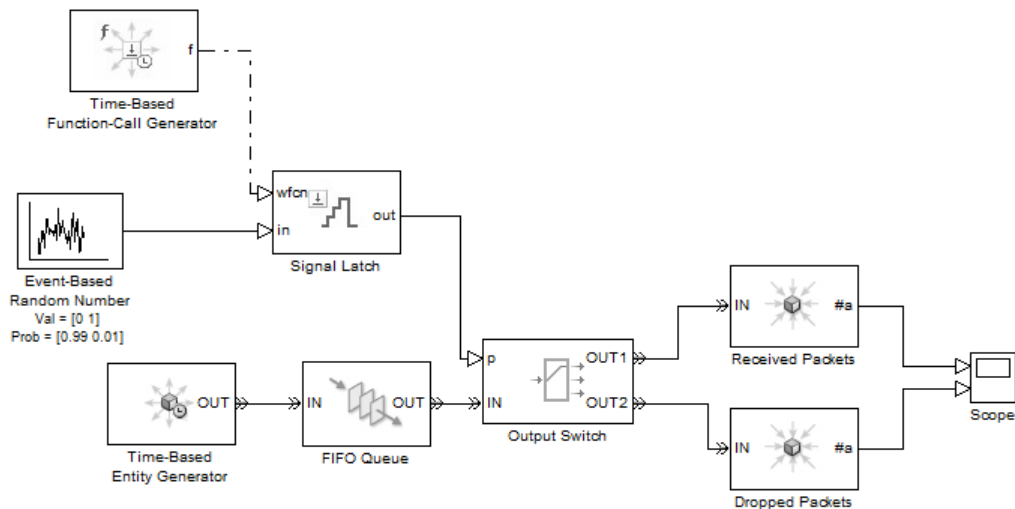 f
f
Time-Based
Function-Call Generator
wfcn
in
out
Signal Latch
Event-Based
Random Number
Val = [0 1]
Prob = [0.99 0.01]
OUT
Time-Based
Entity Generator
IN
OUT
FIFO Queue
p
IN
OUT1
OUT2
Output Switch
IN
#a
Received Packets
IN
#a
Dropped Packets
Scope